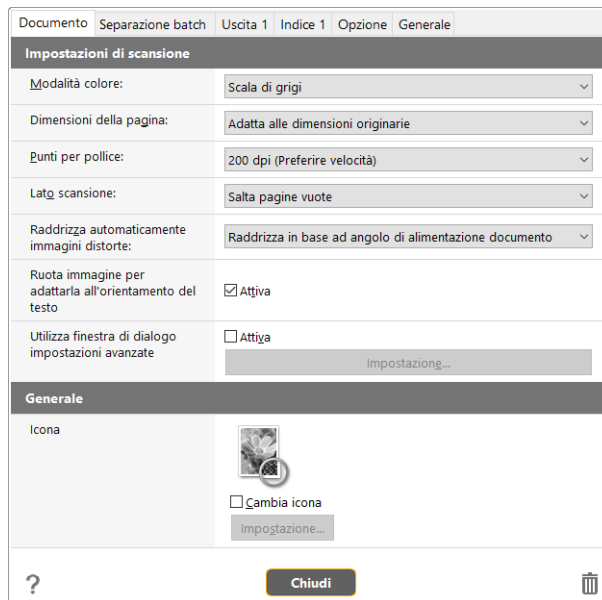 Documento Separazione batch Uscita 1 Indice 1 Opzione Generale
Impostazioni di scansione
Modalità colore: Scala di grigi
Dimensioni della pagina: Adatta alle dimensioni originarie
Punti per pollice: 200 dpi (Preferire velocità)
Lato scansione: Salta pagine vuote
Raddrizza automaticamente
immagini distorte: Raddrizza in base ad angolo di alimentazione documento
Ruota immagine per
adattarla all'orientamento del
testo
Attiva
Utilizza finestra di dialogo
impostazioni avanzate
Attiva
Impostazione...
Generale
Icona
Cambia icona
Impostazione...
? Chiudi